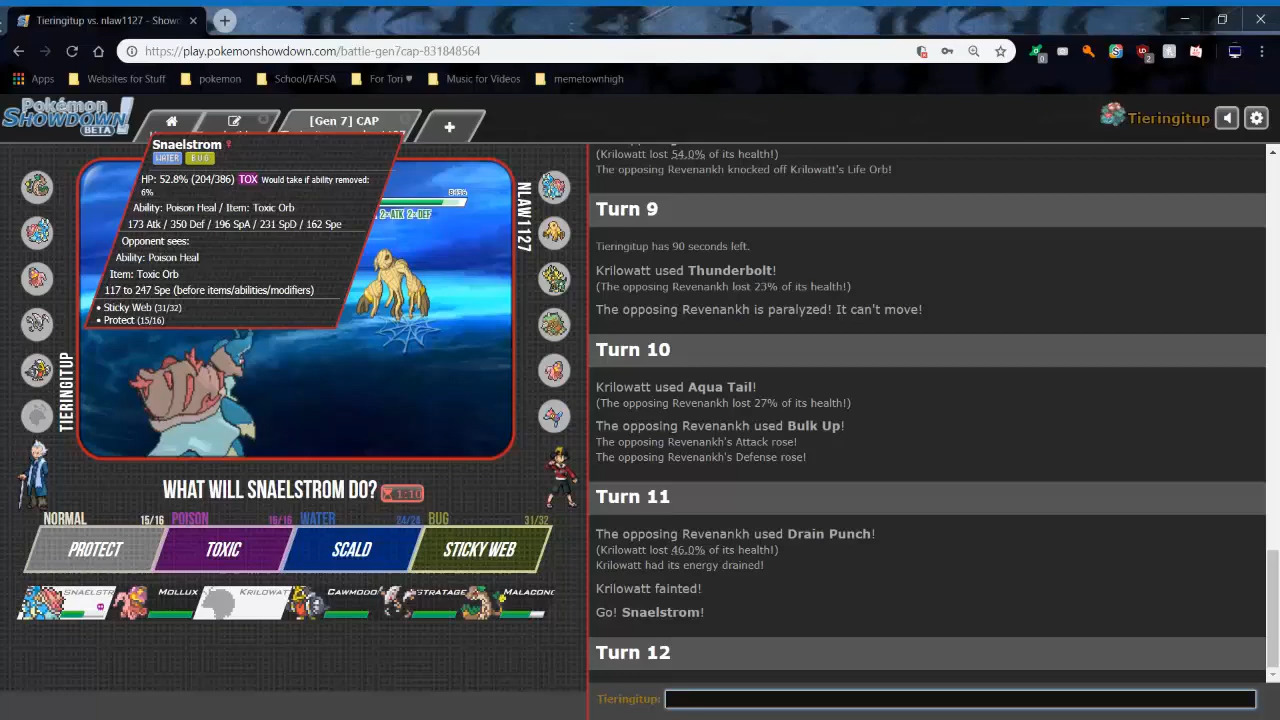 Tieringitup vs. nlaw1127 - Showd
https://play.pokemonshowdown.com/battle-gen7cap-831848564
Apps
Websites for Stuff
pokemon
School/FAFSA
For Tori ♥
Music for Videos
memetownhigh
0
2
Pokémon
SHOWDOWN!
BETA
[Gen 7] CAP
Tieringitup
Snaelstrom ♀
WATER BUG
HP: 52.8% (204/386) TOX Would take if ability removed:
6%
Ability: Poison Heal / Item: Toxic Orb
173 Atk / 350 Def / 196 SpA / 231 SpD / 162 Spe
Opponent sees:
Ability: Poison Heal
Item: Toxic Orb
117 to 247 Spe (before items/abilities/modifiers)
• Sticky Web (31/32)
• Protect (15/16)
2×ATK 2×DEF
NLAW1127
TIERINGITUP
WHAT WILL SNAELSTROM DO?
1:10
NORMAL 15/16 POISON 16/16 WATER 24/24 BUG 31/32
PROTECT TOXIC SCALD STICKY WEB
SNAELSTR MOLLUX KRILOWAT CAWMODO STRATAGE MALACONI
(Krilowatt lost 54.0% of its health!)
The opposing Revenankh knocked off Krilowatt's Life Orb!
Turn 9
Tieringitup has 90 seconds left.
Krilowatt used Thunderbolt!
(The opposing Revenankh lost 23% of its health!)
The opposing Revenankh is paralyzed! It can't move!
Turn 10
Krilowatt used Aqua Tail!
(The opposing Revenankh lost 27% of its health!)
The opposing Revenankh used Bulk Up!
The opposing Revenankh's Attack rose!
The opposing Revenankh's Defense rose!
Turn 11
The opposing Revenankh used Drain Punch!
(Krilowatt lost 46.0% of its health!)
Krilowatt had its energy drained!
Krilowatt fainted!
Go! Snaelstrom!
Turn 12
Tieringitup: